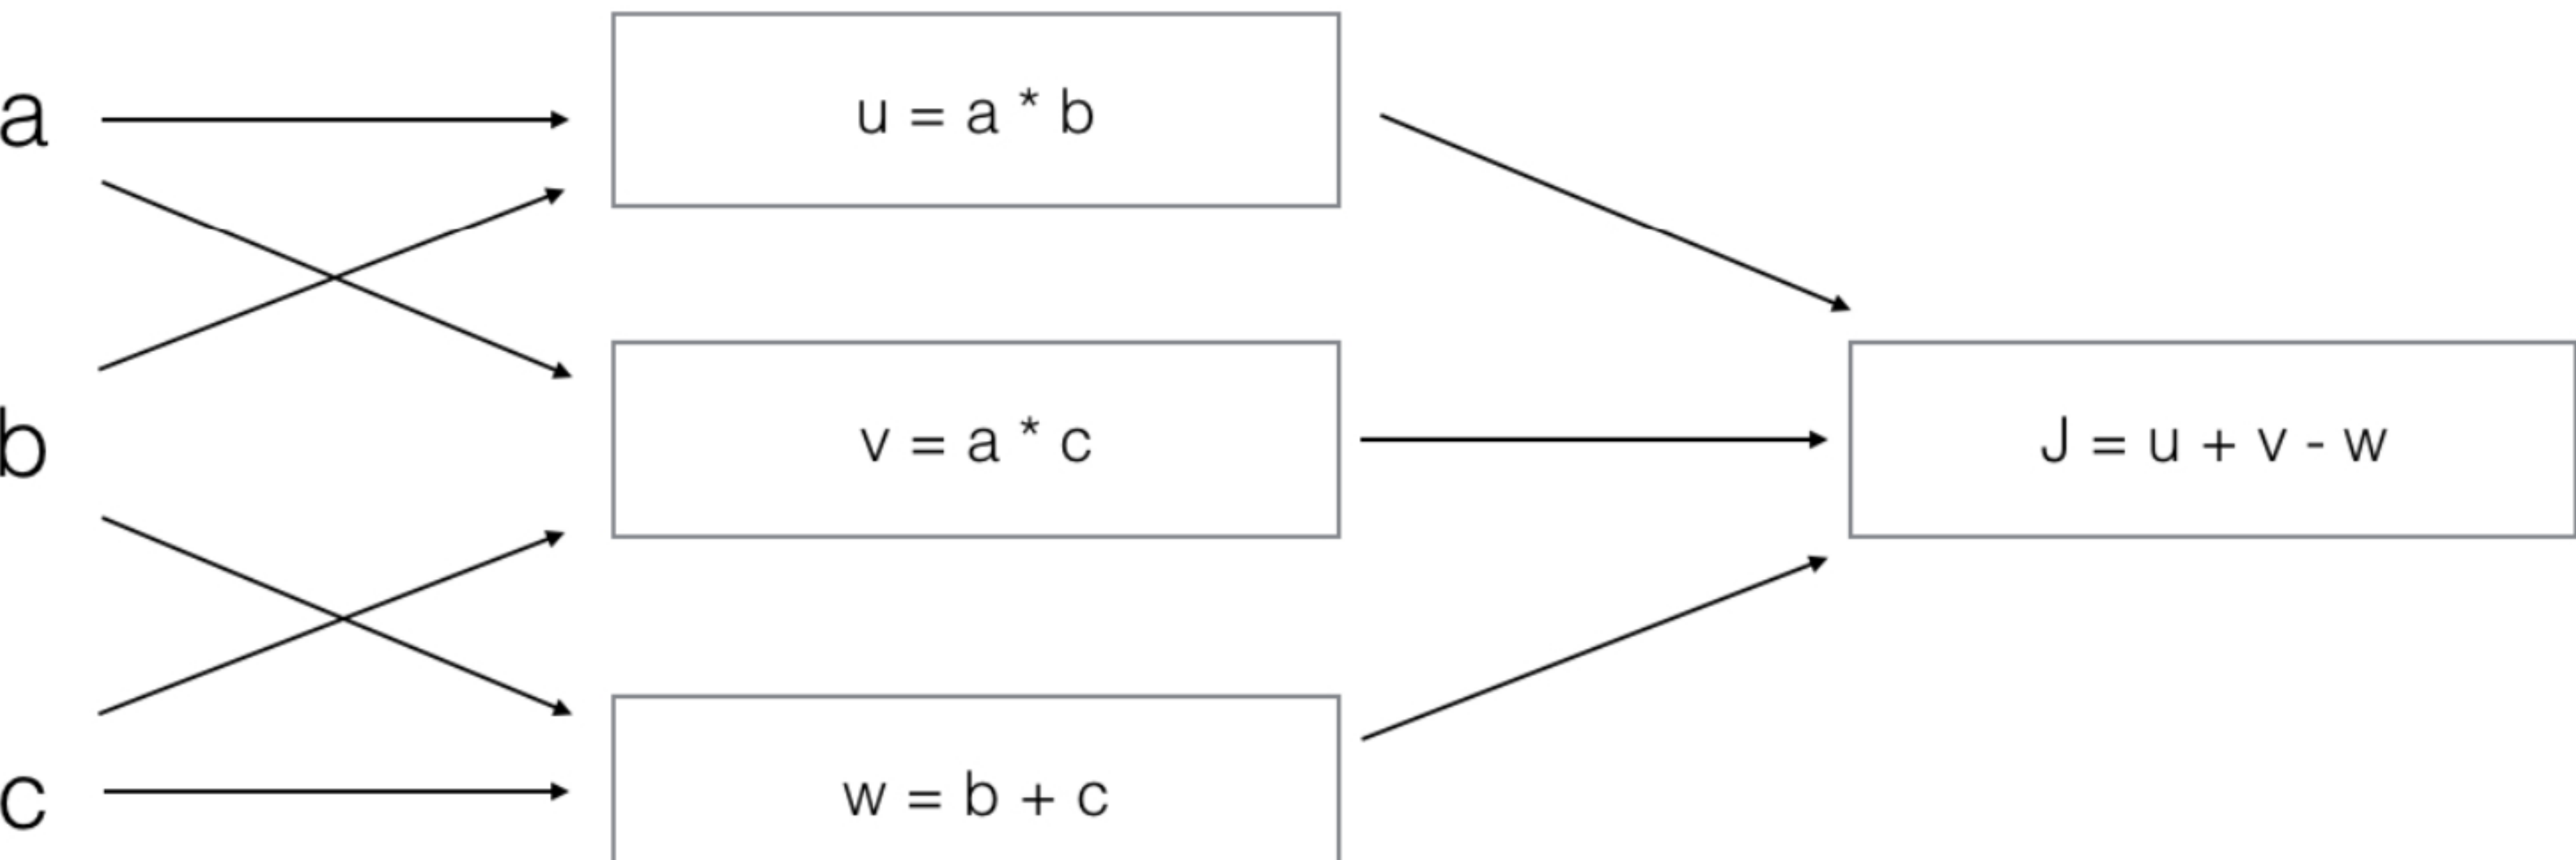 a
u = a * b
b
v = a * c
J = u + v - w
c
w = b + c